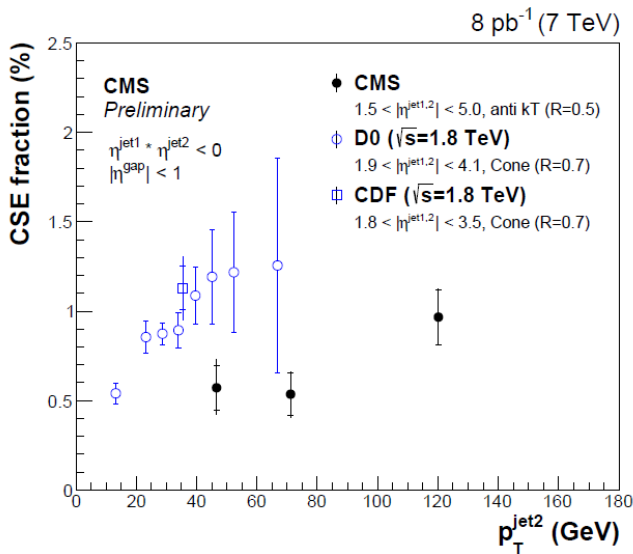 8 pb⁻¹ (7 TeV)
CSE fraction (%)
2.5
2
1.5
1
0.5
0
CMS
Preliminary
η^jet1 * η^jet2 < 0
|η^gap| < 1
CMS
1.5 < |η^jet1,2| < 5.0, anti kT (R=0.5)
D0 (√s=1.8 TeV)
1.9 < |η^jet1,2| < 4.1, Cone (R=0.7)
CDF (√s=1.8 TeV)
1.8 < |η^jet1,2| < 3.5, Cone (R=0.7)
0 20 40 60 80 100 120 140 160 180
p_T^jet2 (GeV)